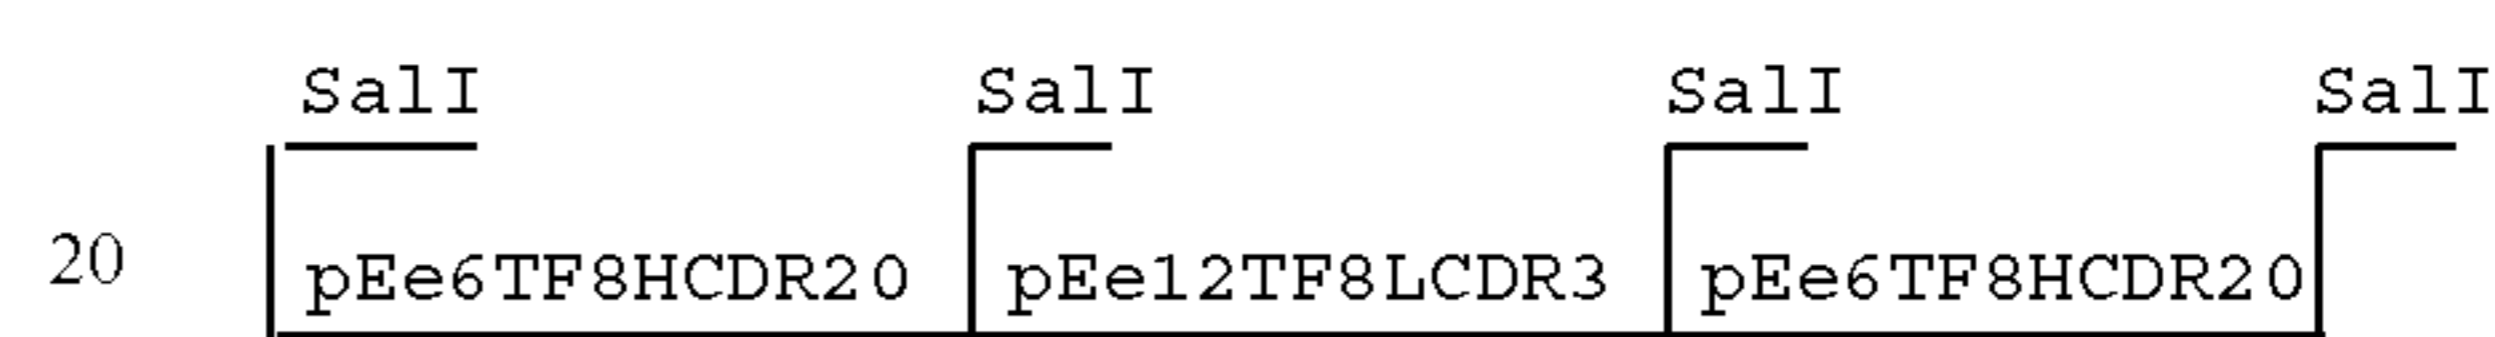 SalI SalI SalI SalI
20 pEe6TF8HCDR20 pEe12TF8LCDR3 pEe6TF8HCDR20